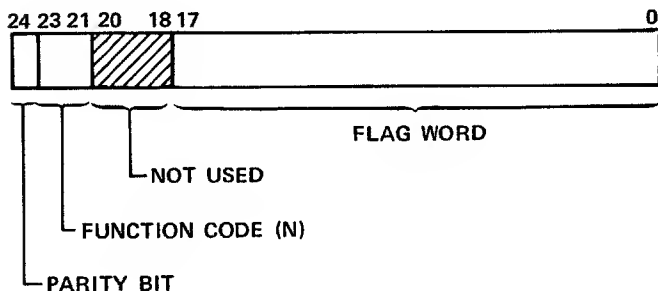 24 23 21 20 18 17 0
FLAG WORD
NOT USED
FUNCTION CODE (N)
PARITY BIT